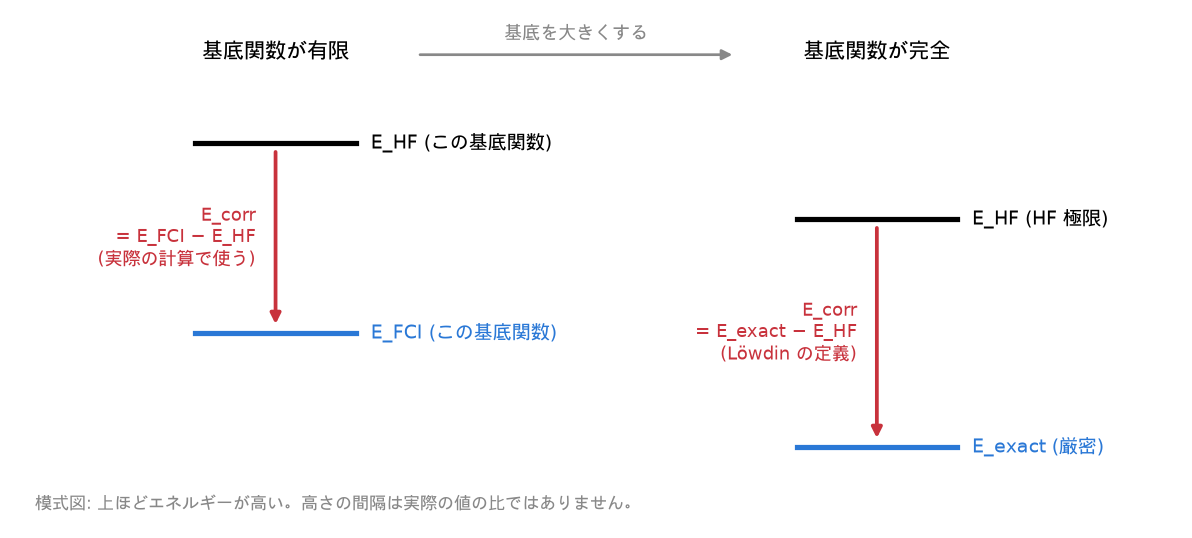 基底関数が有限
基底を大きくする
基底関数が完全
E_HF (この基底関数)
E_corr
= E_FCI − E_HF
(実際の計算で使う)
E_FCI (この基底関数)
E_HF (HF 極限)
E_corr
= E_exact − E_HF
(Löwdin の定義)
E_exact (厳密)
模式図: 上ほどエネルギーが高い。高さの間隔は実際の値の比ではありません。